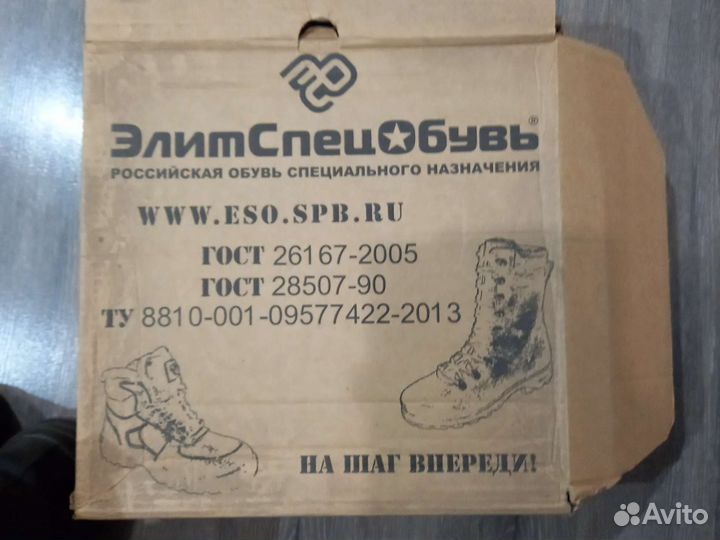 ЭлитСпецОбувь®
РОССИЙСКАЯ ОБУВЬ СПЕЦИАЛЬНОГО НАЗНАЧЕНИЯ
WWW.ESO.SPB.RU
ГОСТ 26167-2005
ГОСТ 28507-90
ТУ 8810-001-09577422-2013
НА ШАГ ВПЕРЕДИ!
Avito